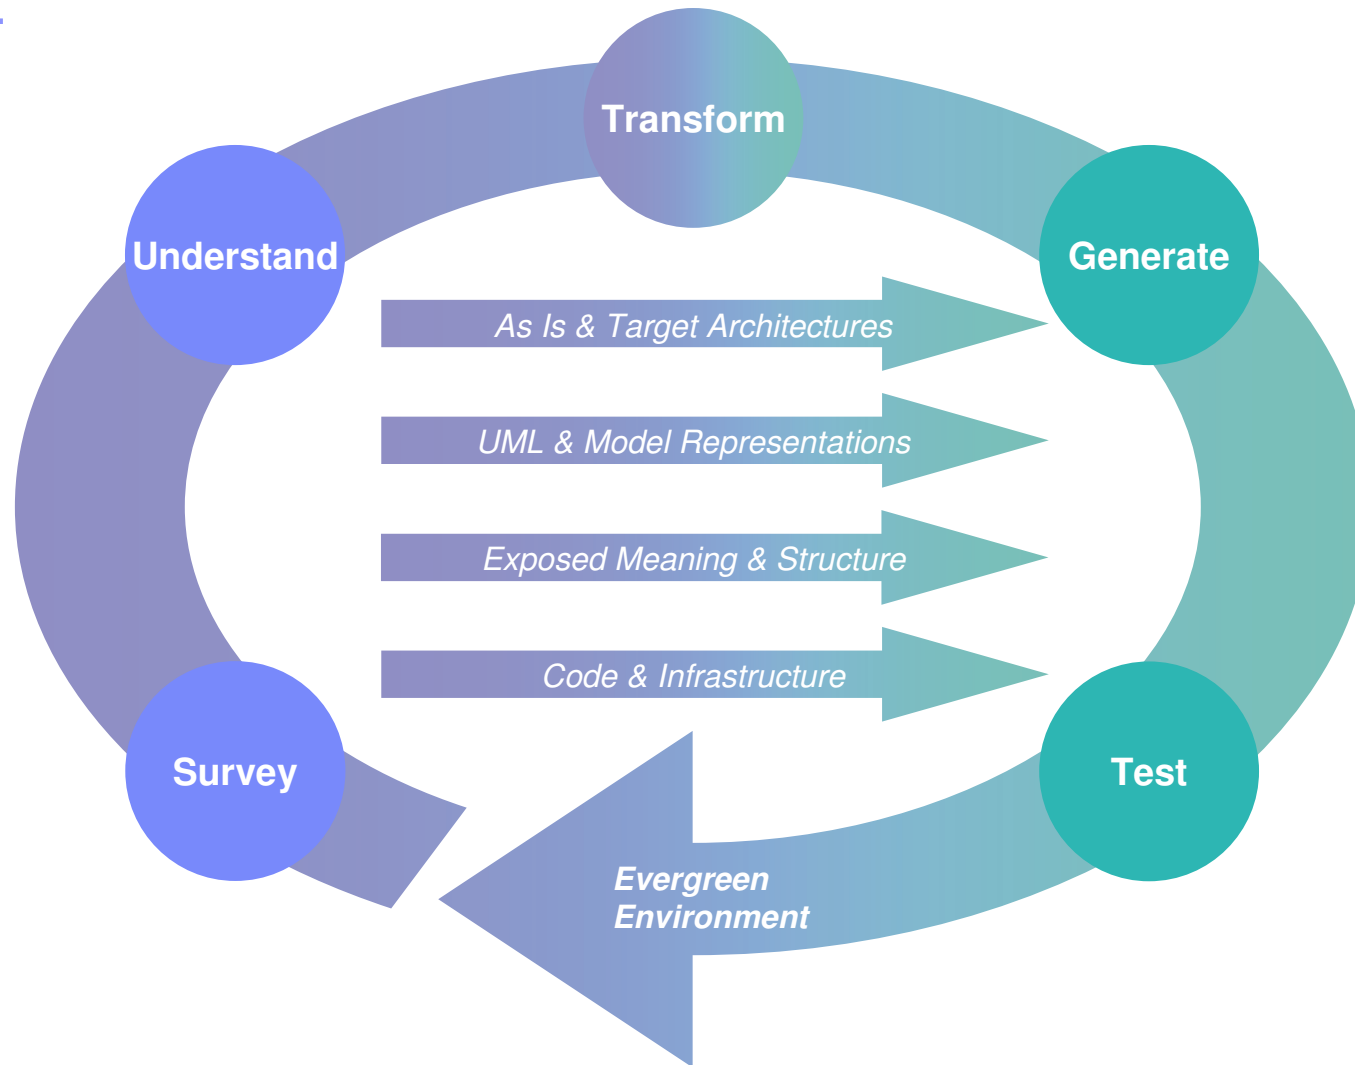 Transform
Understand
Generate
As Is & Target Architectures
UML & Model Representations
Exposed Meaning & Structure
Code & Infrastructure
Survey
Test
Evergreen
Environment